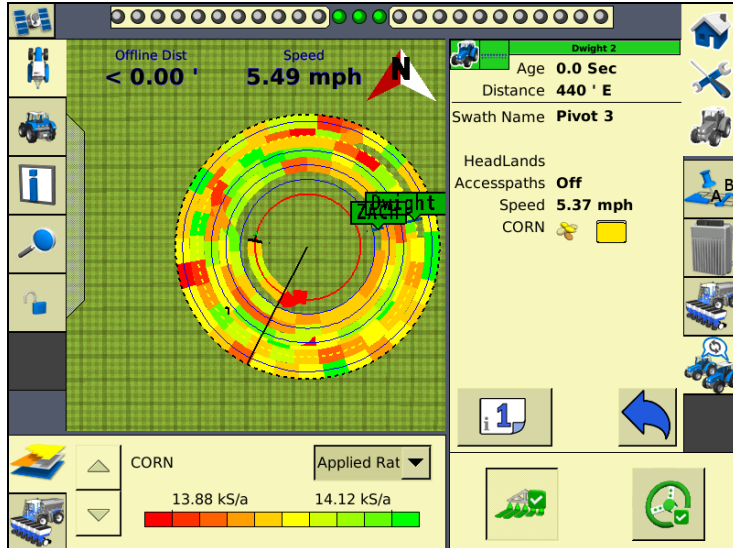 Offline Dist
Speed
< 0.00 '
5.49 mph
N
Dwight
ZACH
Dwight 2
Age 0.0 Sec
Distance 440 ' E
Swath Name Pivot 3
HeadLands
Accesspaths Off
Speed 5.37 mph
CORN
A B
1
CORN
Applied Rat
13.88 kS/a
14.12 kS/a